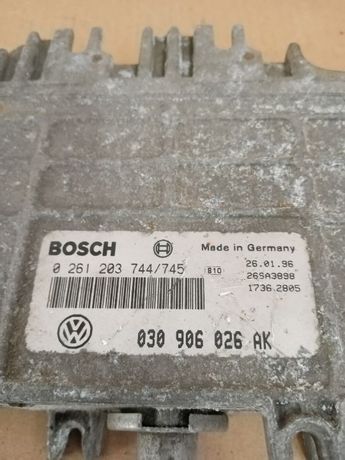 BOSCH Made in Germany
0 261 203 744/745 810 26.01.96
26SA3898
1736.2805
VW 030 906 026 AK